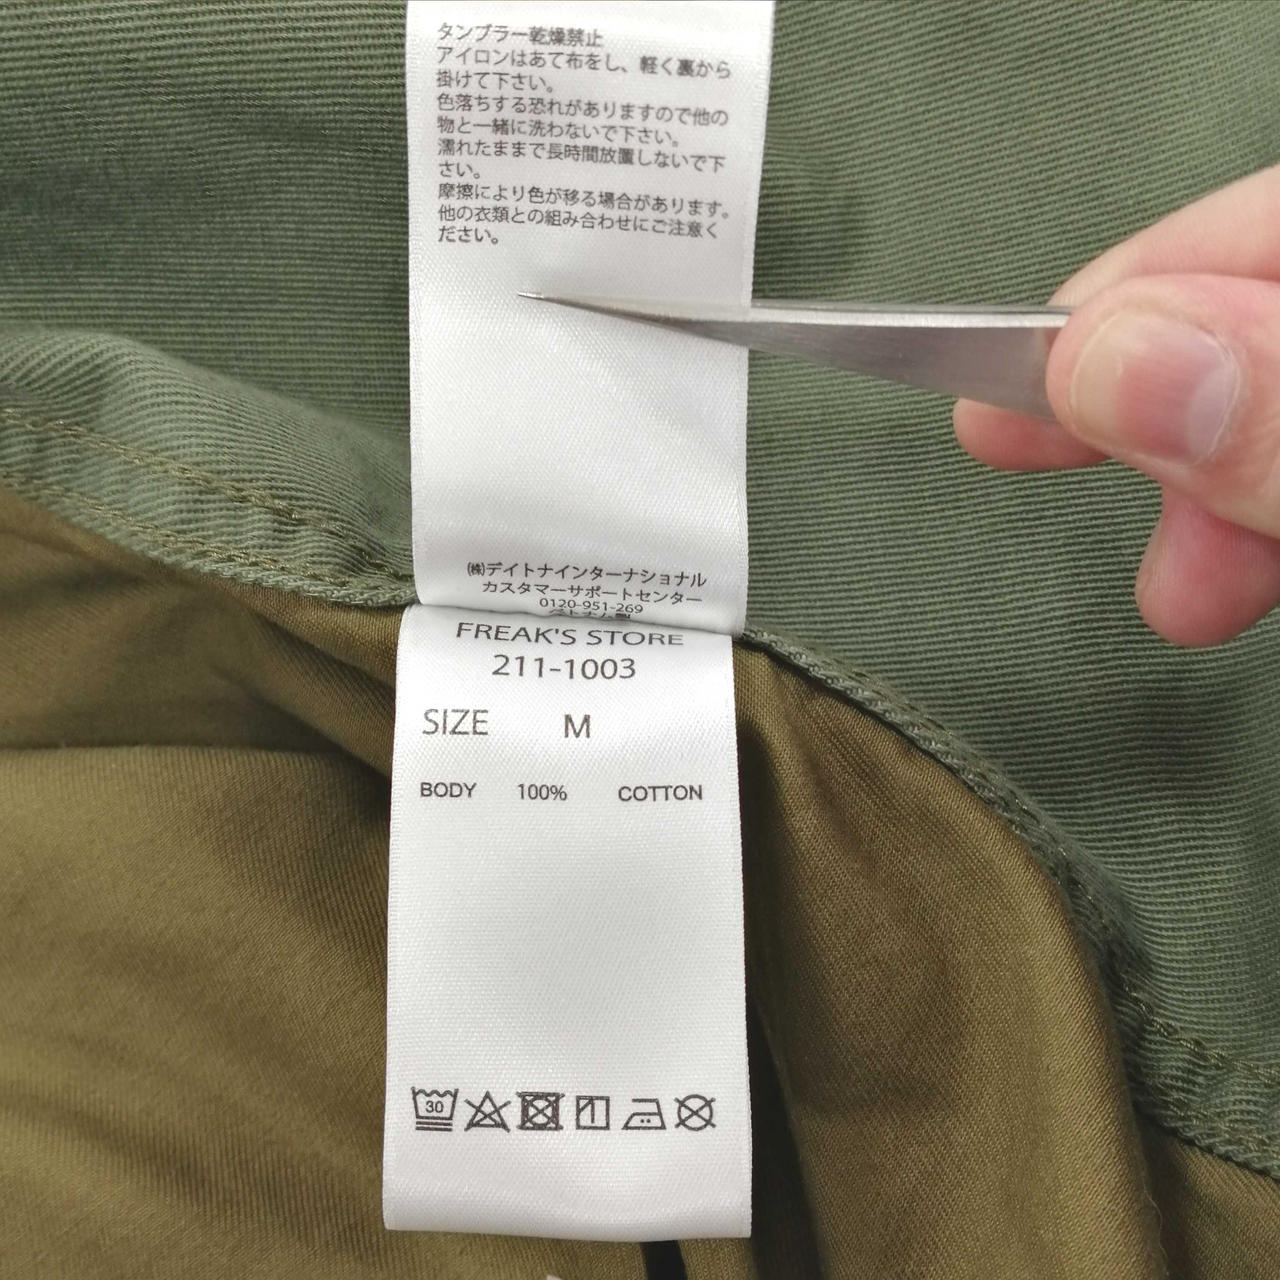 タンブラー乾燥禁止
アイロンはあて布をし、軽く裏から
掛けて下さい。
色落ちする恐れがありますので他の
物と一緒に洗わないで下さい。
濡れたままで長時間放置しないで下
さい。
摩擦により色が移る場合があります。
他の衣類との組み合わせにご注意く
ださい。
㈱デイトナインターナショナル
カスタマーサポートセンター
0120-951-269
FREAK'S STORE
211-1003
SIZE M
BODY 100% COTTON
30